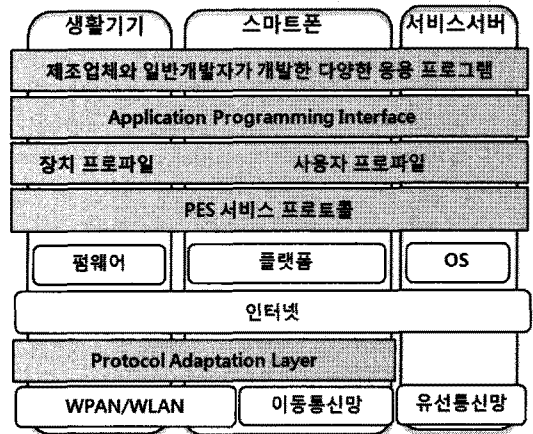 생활기기 스마트폰 서비스서버
제조업체와 일반개발자가 개발한 다양한 응용 프로그램
Application Programming Interface
장치 프로파일 사용자 프로파일
PES 서비스 프로토콜
펌웨어 플랫폼 OS
인터넷
Protocol Adaptation Layer
WPAN/WLAN 이동통신망 유선통신망